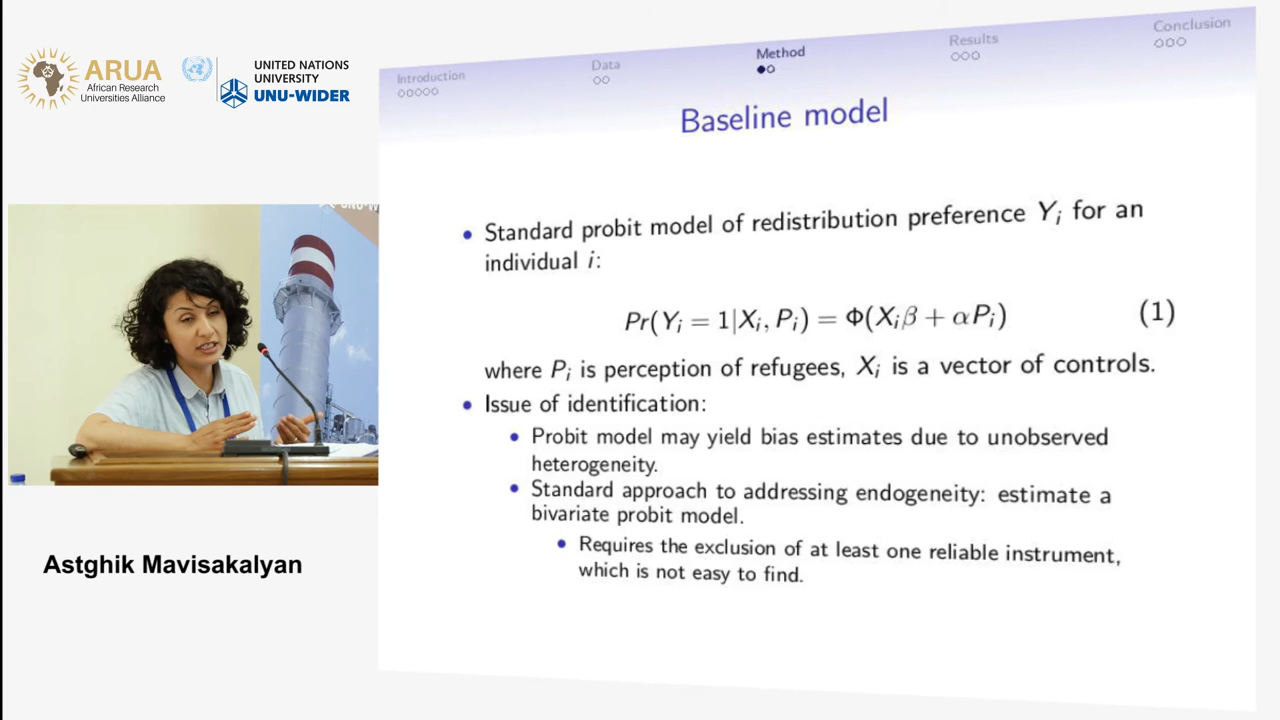 ARUA
African Research
Universities Alliance
UNITED NATIONS
UNIVERSITY
UNU-WIDER
Astghik Mavisakalyan
Introduction
Data
Method
Results
Conclusion
Baseline model
• Standard probit model of redistribution preference Yᵢ for an
individual i:
Pr(Yᵢ = 1|Xᵢ, Pᵢ) = Φ(Xᵢβ + αPᵢ) (1)
where Pᵢ is perception of refugees, Xᵢ is a vector of controls.
• Issue of identification:
• Probit model may yield bias estimates due to unobserved
heterogeneity.
• Standard approach to addressing endogeneity: estimate a
bivariate probit model.
• Requires the exclusion of at least one reliable instrument,
which is not easy to find.